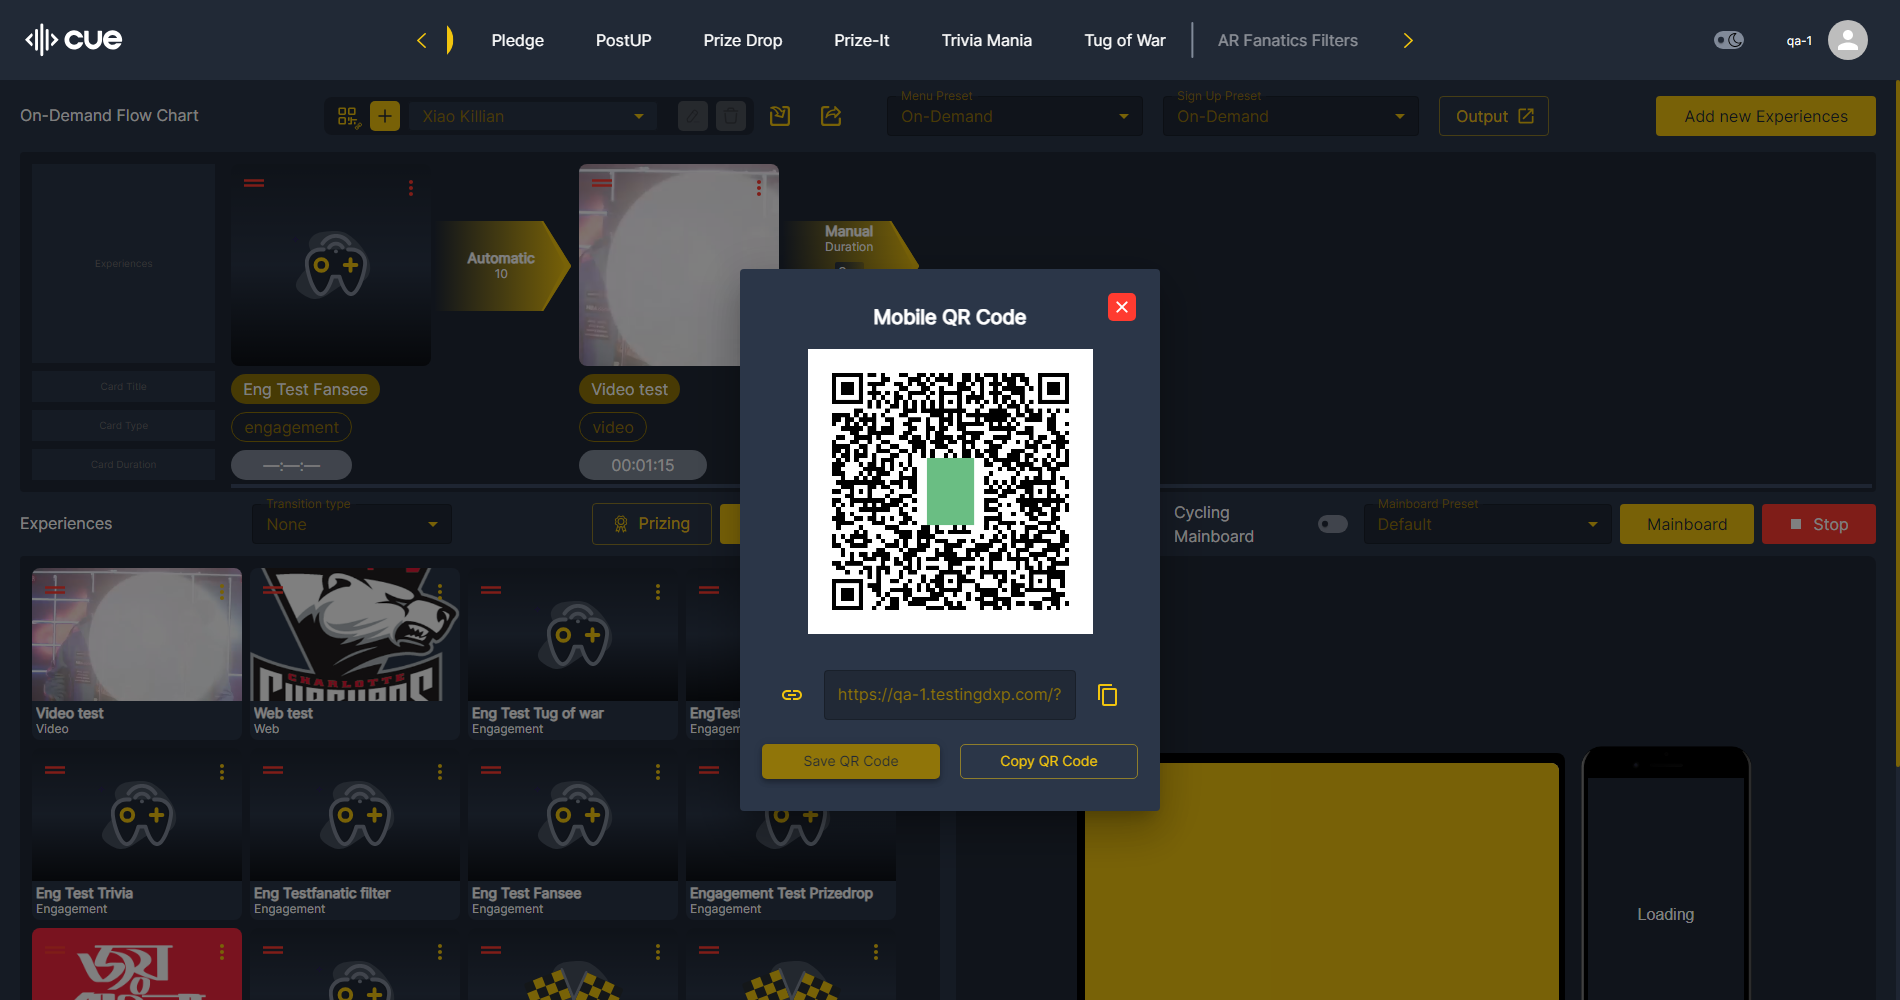 cue
Pledge
PostUP
Prize Drop
Prize-It
Trivia Mania
Tug of War
AR Fanatics Filters
qa-1
On-Demand Flow Chart
Xiao Killian
Menu Preset
On-Demand
Sign Up Preset
On-Demand
Output
Add new Experiences
Experiences
Card Title
Card Type
Card Duration
Automatic
10
Manual
Duration
Eng Test Fansee
engagement
—:—:—
Video test
video
00:01:15
Mobile QR Code
https://qa-1.testingdxp.com/?
Save QR Code
Copy QR Code
Experiences
Transition type
None
Prizing
Cycling
Mainboard
Mainboard Preset
Default
Mainboard
Stop
Video test
Video
Web test
Web
CHARLOTTE
Eng Test Tug of war
Engagement
EngTest
Eng Test Trivia
Engagement
Eng Testfanatic filter
Engagement
Eng Test Fansee
Engagement
Engagement Test Prizedrop
Engagement
জয়
Loading